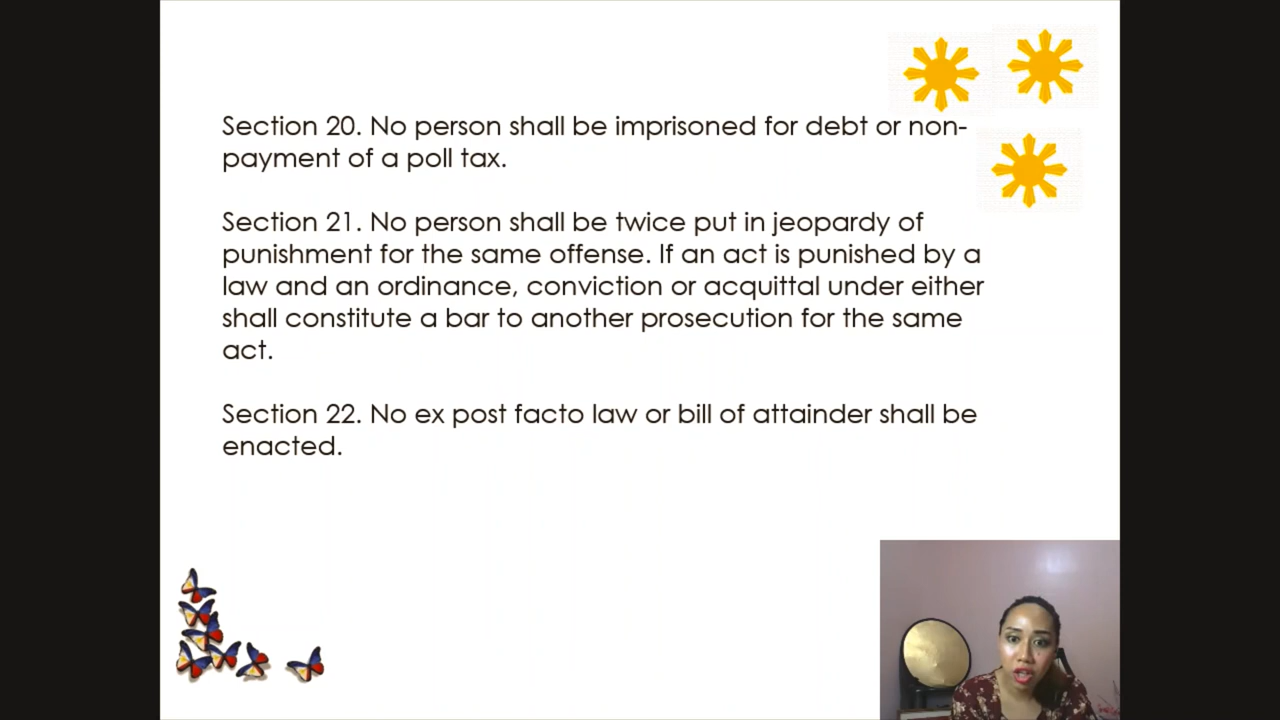 Section 20. No person shall be imprisoned for debt or non-
payment of a poll tax.
Section 21. No person shall be twice put in jeopardy of
punishment for the same offense. If an act is punished by a
law and an ordinance, conviction or acquittal under either
shall constitute a bar to another prosecution for the same
act.
Section 22. No ex post facto law or bill of attainder shall be
enacted.